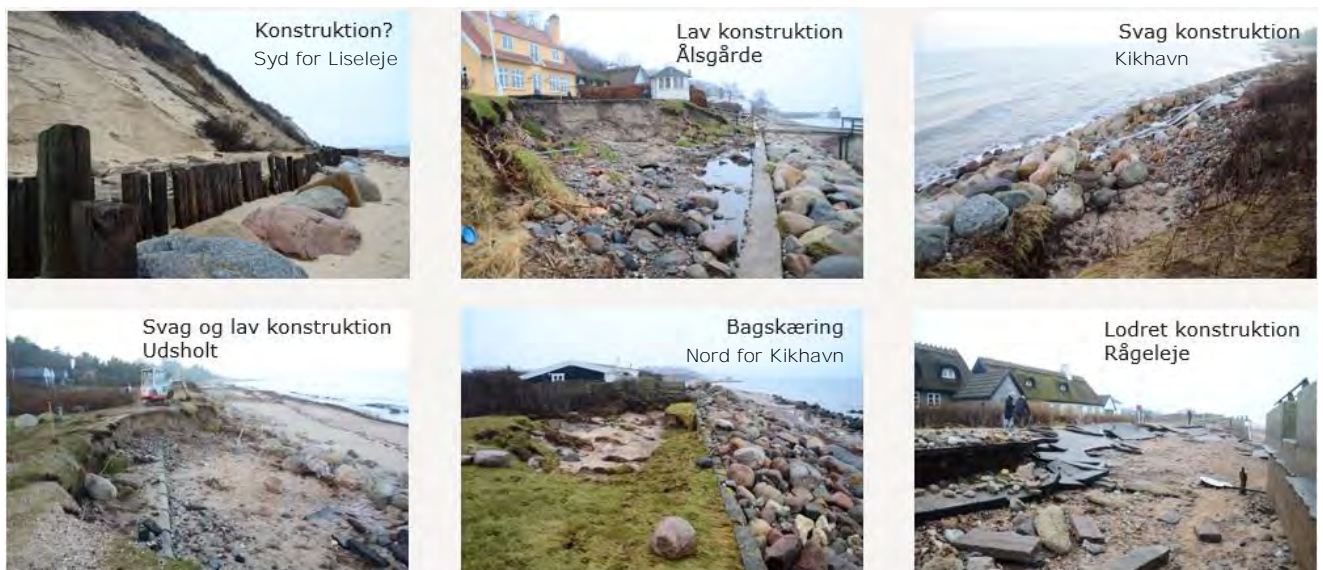 Konstruktion?
Syd for Liseleje
Lav konstruktion
Ålsgårde
Svag konstruktion
Kikhavn
Svag og lav konstruktion
Udsholt
Bagskæring
Nord for Kikhavn
Lodret konstruktion
Rågeleje